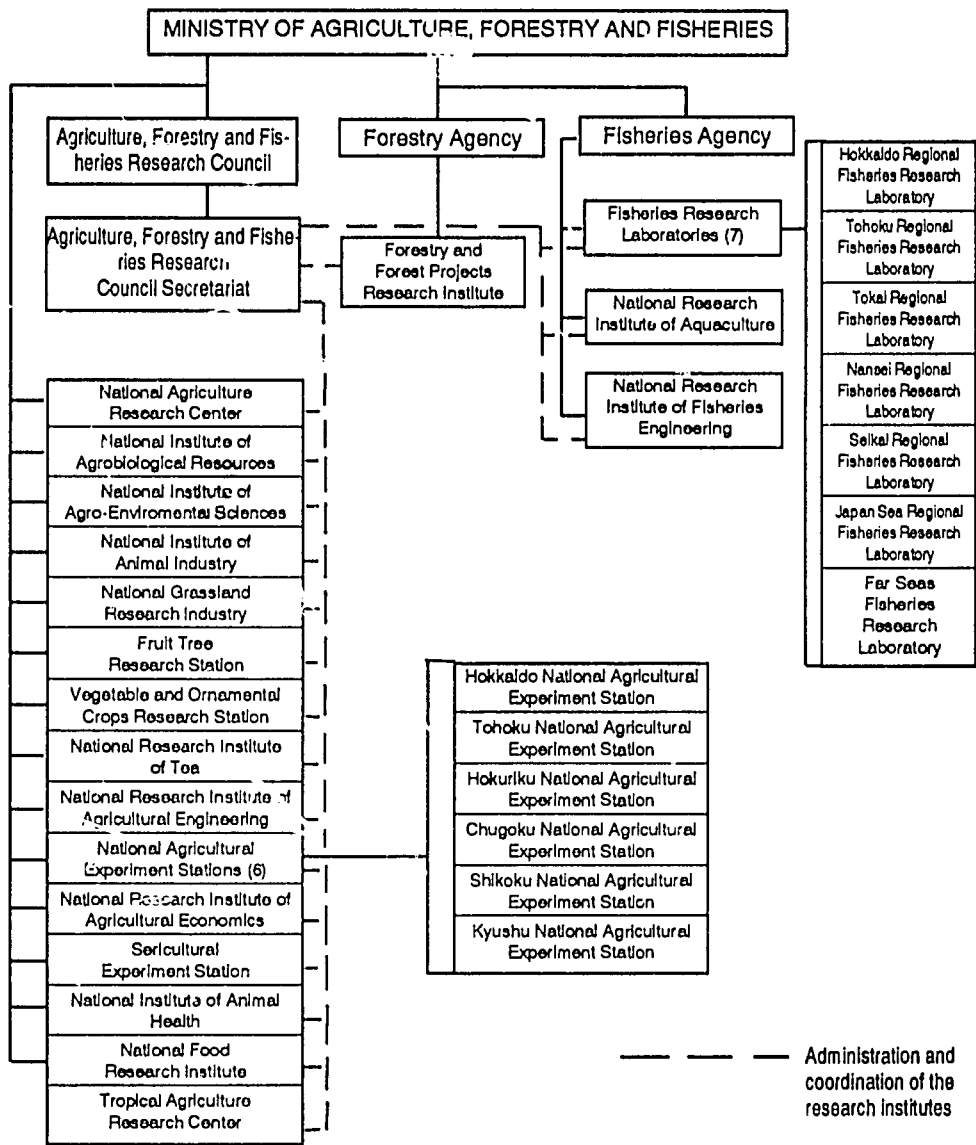 MINISTRY OF AGRICULTURE, FORESTRY AND FISHERIES
Agriculture, Forestry and Fis-
heries Research Council
Forestry Agency
Fisheries Agency
Agriculture, Forestry and Fishe-
ries Research
Council Secretariat
Forestry and
Forest Projects
Research Institute
Fisheries Research
Laboratories (7)
National Research
Institute of Aquaculture
National Research
Institute of Fisheries
Engineering
Hokkaldo Regional
Fisheries Research
Laboratory
Tohoku Regional
Fisheries Research
Laboratory
Tokai Regional
Fisheries Research
Laboratory
Nansei Regional
Fisheries Research
Laboratory
Seikai Regional
Fisheries Research
Laboratory
Japan Sea Regional
Fisheries Research
Laboratory
Far Seas
Fisheries
Research
Laboratory
National Agriculture
Research Center
National Institute of
Agrobiological Resources
National Institute of
Agro-Enviromental Sciences
National Institute of
Animal Industry
National Grassland
Research Industry
Fruit Tree
Research Station
Vegetable and Ornamental
Crops Research Station
National Research Institute
of Tea
National Research Institute of
Agricultural Engineering
National Agricultural
Experiment Stations (6)
National Research Institute of
Agricultural Economics
Sericultural
Experiment Station
National Institute of Animal
Health
National Food
Research Institute
Tropical Agriculture
Research Center
Hokkaido National Agricultural
Experiment Station
Tohoku National Agricultural
Experiment Station
Hokuriku National Agricultural
Experiment Station
Chugoku National Agricultural
Experiment Station
Shikoku National Agricultural
Experiment Station
Kyushu National Agricultural
Experiment Station
Administration and
coordination of the
research institutes